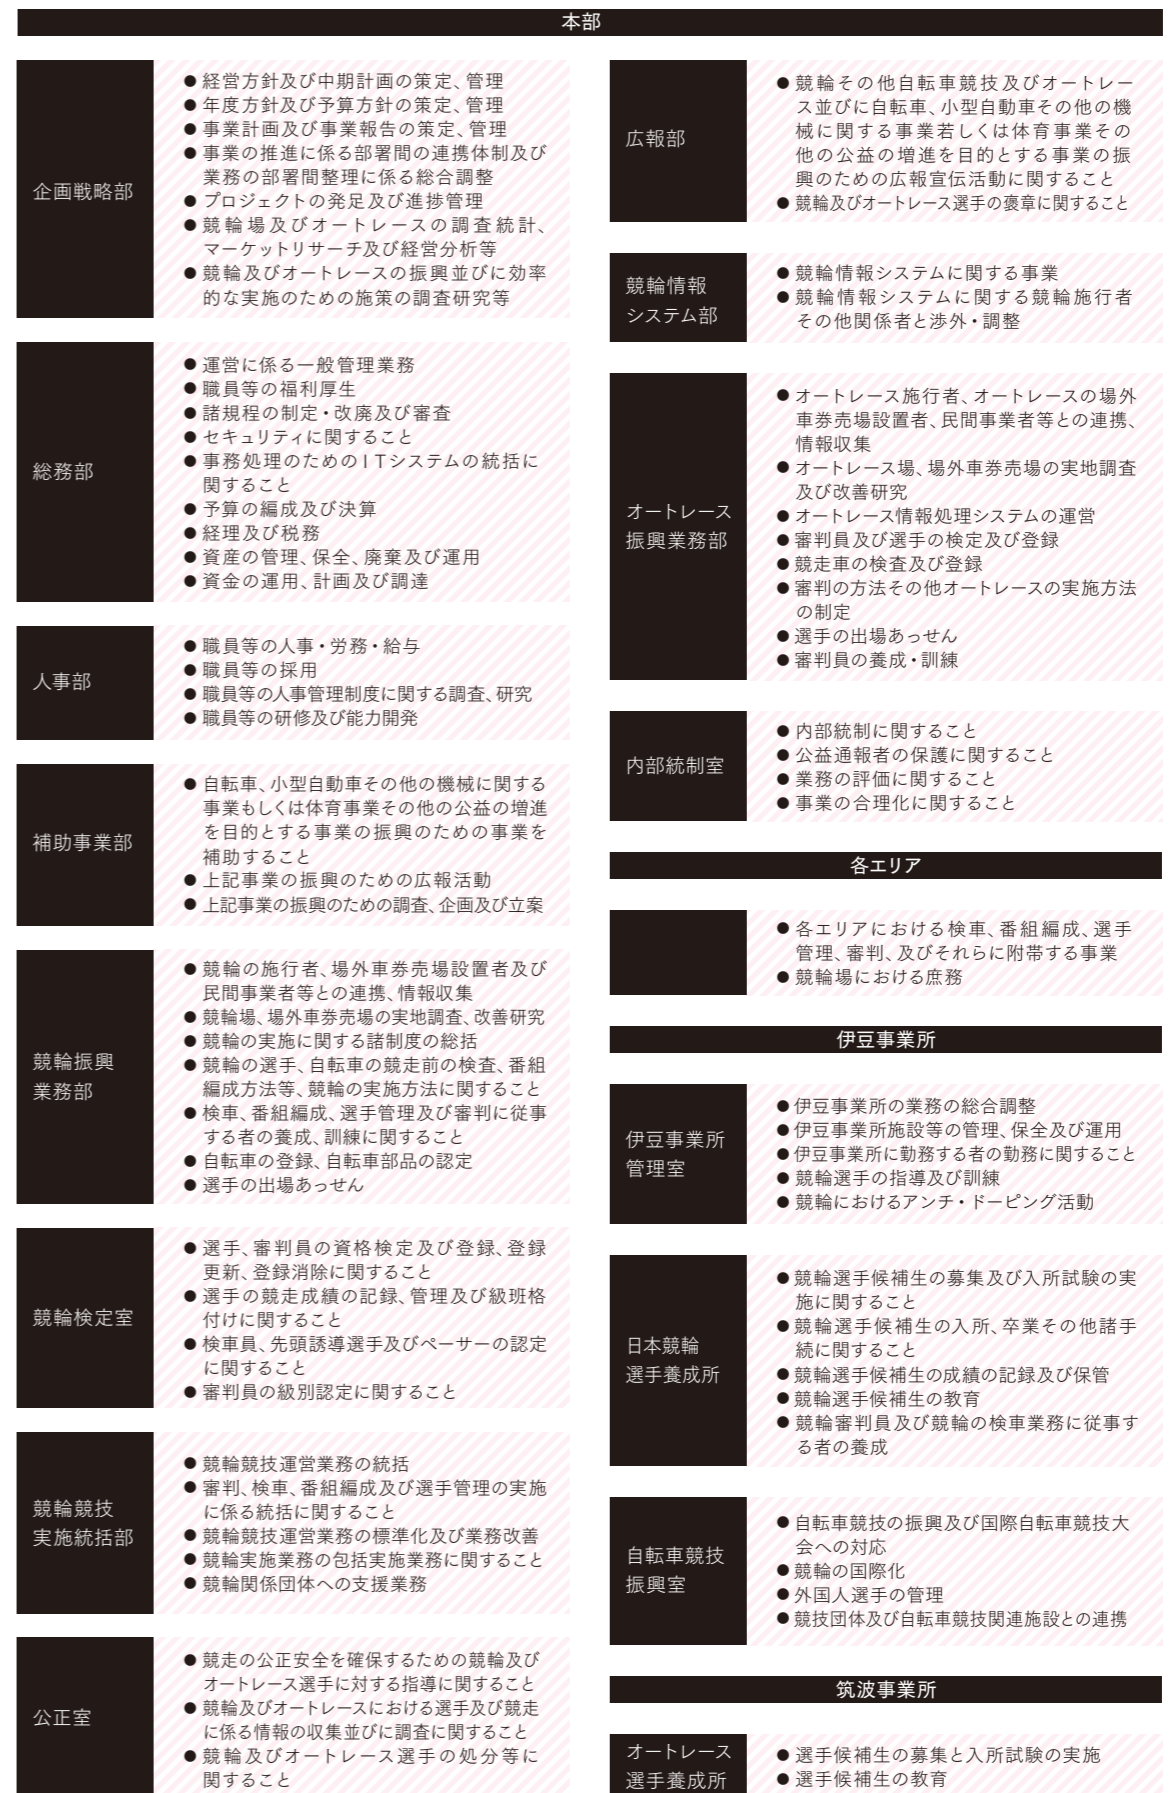 本部
企画戦略部
● 経営方針及び中期計画の策定、管理
● 年度方針及び予算方針の策定、管理
● 事業計画及び事業報告の策定、管理
● 事業の推進に係る部署間の連携体制及び
業務の部署間整理に係る総合調整
● プロジェクトの発足及び進捗管理
● 競輪場及びオートレースの調査統計、
マーケットリサーチ及び経営分析等
● 競輪及びオートレースの振興並びに効率
的な実施のための施策の調査研究等
総務部
● 運営に係る一般管理業務
● 職員等の福利厚生
● 諸規程の制定・改廃及び審査
● セキュリティに関すること
● 事務処理のためのITシステムの統括に
関すること
● 予算の編成及び決算
● 経理及び税務
● 資産の管理、保全、廃棄及び運用
● 資金の運用、計画及び調達
人事部
● 職員等の人事・労務・給与
● 職員等の採用
● 職員等の人事管理制度に関する調査、研究
● 職員等の研修及び能力開発
補助事業部
● 自転車、小型自動車その他の機械に関する
事業もしくは体育事業その他の公益の増進
を目的とする事業の振興のための事業を
補助すること
● 上記事業の振興のための広報活動
● 上記事業の振興のための調査、企画及び立案
競輪振興
業務部
● 競輪の施行者、場外車券売場設置者及び
民間事業者等との連携、情報収集
● 競輪場、場外車券売場の実地調査、改善研究
● 競輪の実施に関する諸制度の総括
● 競輪の選手、自転車の競走前の検査、番組
編成方法等、競輪の実施方法に関すること
● 検車、番組編成、選手管理及び審判に従事
する者の養成、訓練に関すること
● 自転車の登録、自転車部品の認定
● 選手の出場あっせん
競輪検定室
● 選手、審判員の資格検定及び登録、登録
更新、登録消除に関すること
● 選手の競走成績の記録、管理及び級班格
付けに関すること
● 検車員、先頭誘導選手及びペーサーの認定
に関すること
● 審判員の級別認定に関すること
競輪競技
実施統括部
● 競輪競技運営業務の統括
● 審判、検車、番組編成及び選手管理の実施
に係る統括に関すること
● 競輪競技運営業務の標準化及び業務改善
● 競輪実施業務の包括実施業務に関すること
● 競輪関係団体への支援業務
公正室
● 競走の公正安全を確保するための競輪及び
オートレース選手に対する指導に関すること
● 競輪及びオートレースにおける選手及び競走
に係る情報の収集並びに調査に関すること
● 競輪及びオートレース選手の処分等に
関すること
広報部
● 競輪その他自転車競技及びオートレー
ス並びに自転車、小型自動車その他の機
械に関する事業若しくは体育事業その
他の公益の増進を目的とする事業の振
興のための広報宣伝活動に関すること
● 競輪及びオートレース選手の褒章に関すること
競輪情報
システム部
● 競輪情報システムに関する事業
● 競輪情報システムに関する競輪施行者
その他関係者と渉外・調整
オートレース
振興業務部
● オートレース施行者、オートレースの場外
車券売場設置者、民間事業者等との連携、
情報収集
● オートレース場、場外車券売場の実地調査
及び改善研究
● オートレース情報処理システムの運営
● 審判員及び選手の検定及び登録
● 競走車の検査及び登録
● 審判の方法その他オートレースの実施方法
の制定
● 選手の出場あっせん
● 審判員の養成・訓練
内部統制室
● 内部統制に関すること
● 公益通報者の保護に関すること
● 業務の評価に関すること
● 事業の合理化に関すること
各エリア
● 各エリアにおける検車、番組編成、選手
管理、審判、及びそれらに附帯する事業
● 競輪場における庶務
伊豆事業所
伊豆事業所
管理室
● 伊豆事業所の業務の総合調整
● 伊豆事業所施設等の管理、保全及び運用
● 伊豆事業所に勤務する者の勤務に関すること
● 競輪選手の指導及び訓練
● 競輪におけるアンチ・ドーピング活動
日本競輪
選手養成所
● 競輪選手候補生の募集及び入所試験の実
施に関すること
● 競輪選手候補生の入所、卒業その他諸手
続に関すること
● 競輪選手候補生の成績の記録及び保管
● 競輪選手候補生の教育
● 競輪審判員及び競輪の検車業務に従事す
る者の養成
自転車競技
振興室
● 自転車競技の振興及び国際自転車競技大
会への対応
● 競輪の国際化
● 外国人選手の管理
● 競技団体及び自転車競技関連施設との連携
筑波事業所
オートレース
選手養成所
● 選手候補生の募集と入所試験の実施
● 選手候補生の教育